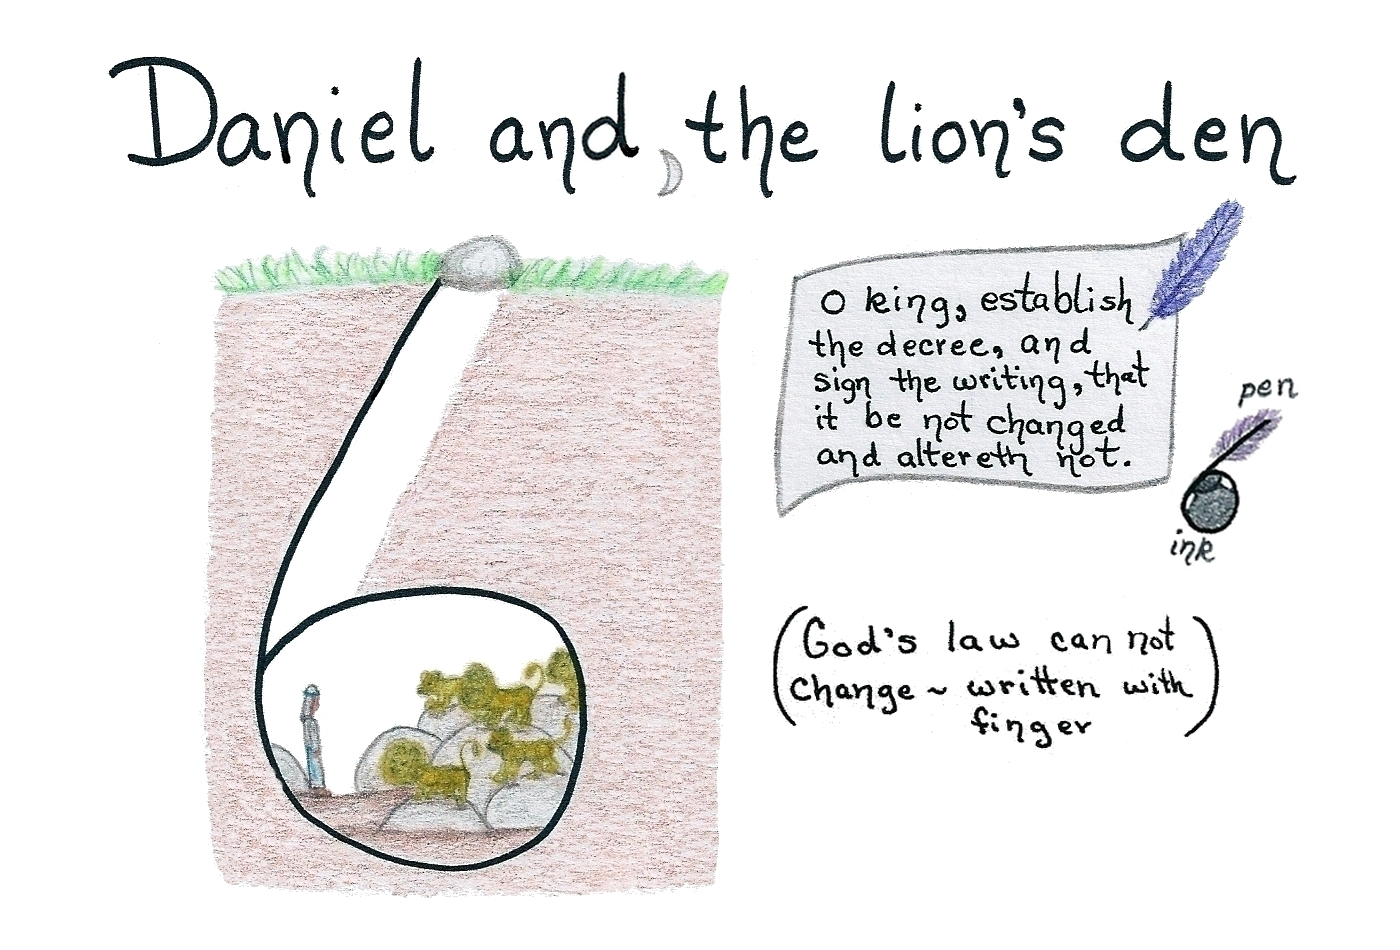 Daniel and the lion's den
O king, establish
the decree, and
sign the writing, that
it be not changed
and altereth not.
pen
ink
(God's law can not
change ~ written with
finger)